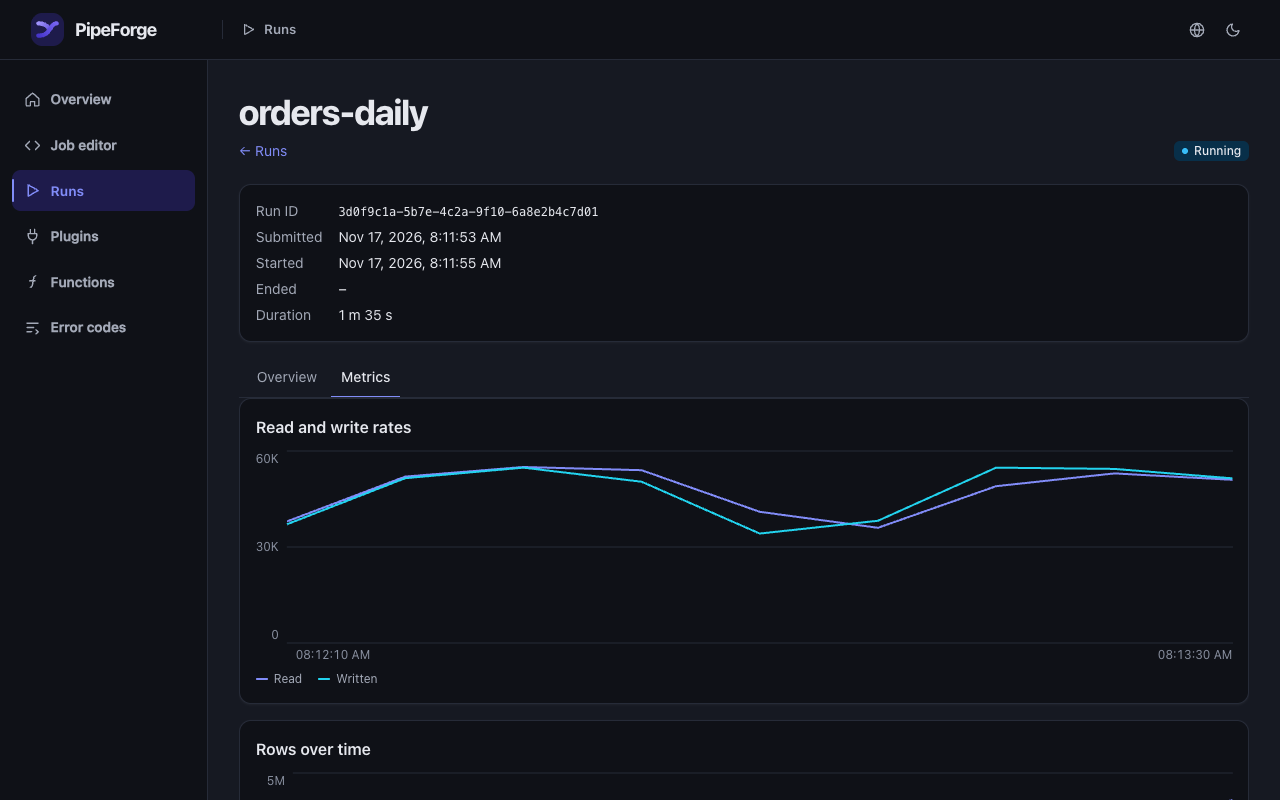 PipeForge
Runs
Overview
Job editor
Runs
Plugins
Functions
Error codes
orders-daily
← Runs
Running
Run ID 3d0f9c1a-5b7e-4c2a-9f10-6a8e2b4c7d01
Submitted Nov 17, 2026, 8:11:53 AM
Started Nov 17, 2026, 8:11:55 AM
Ended –
Duration 1 m 35 s
Overview Metrics
Read and write rates
60K
30K
0
08:12:10 AM 08:13:30 AM
Read Written
Rows over time
5M